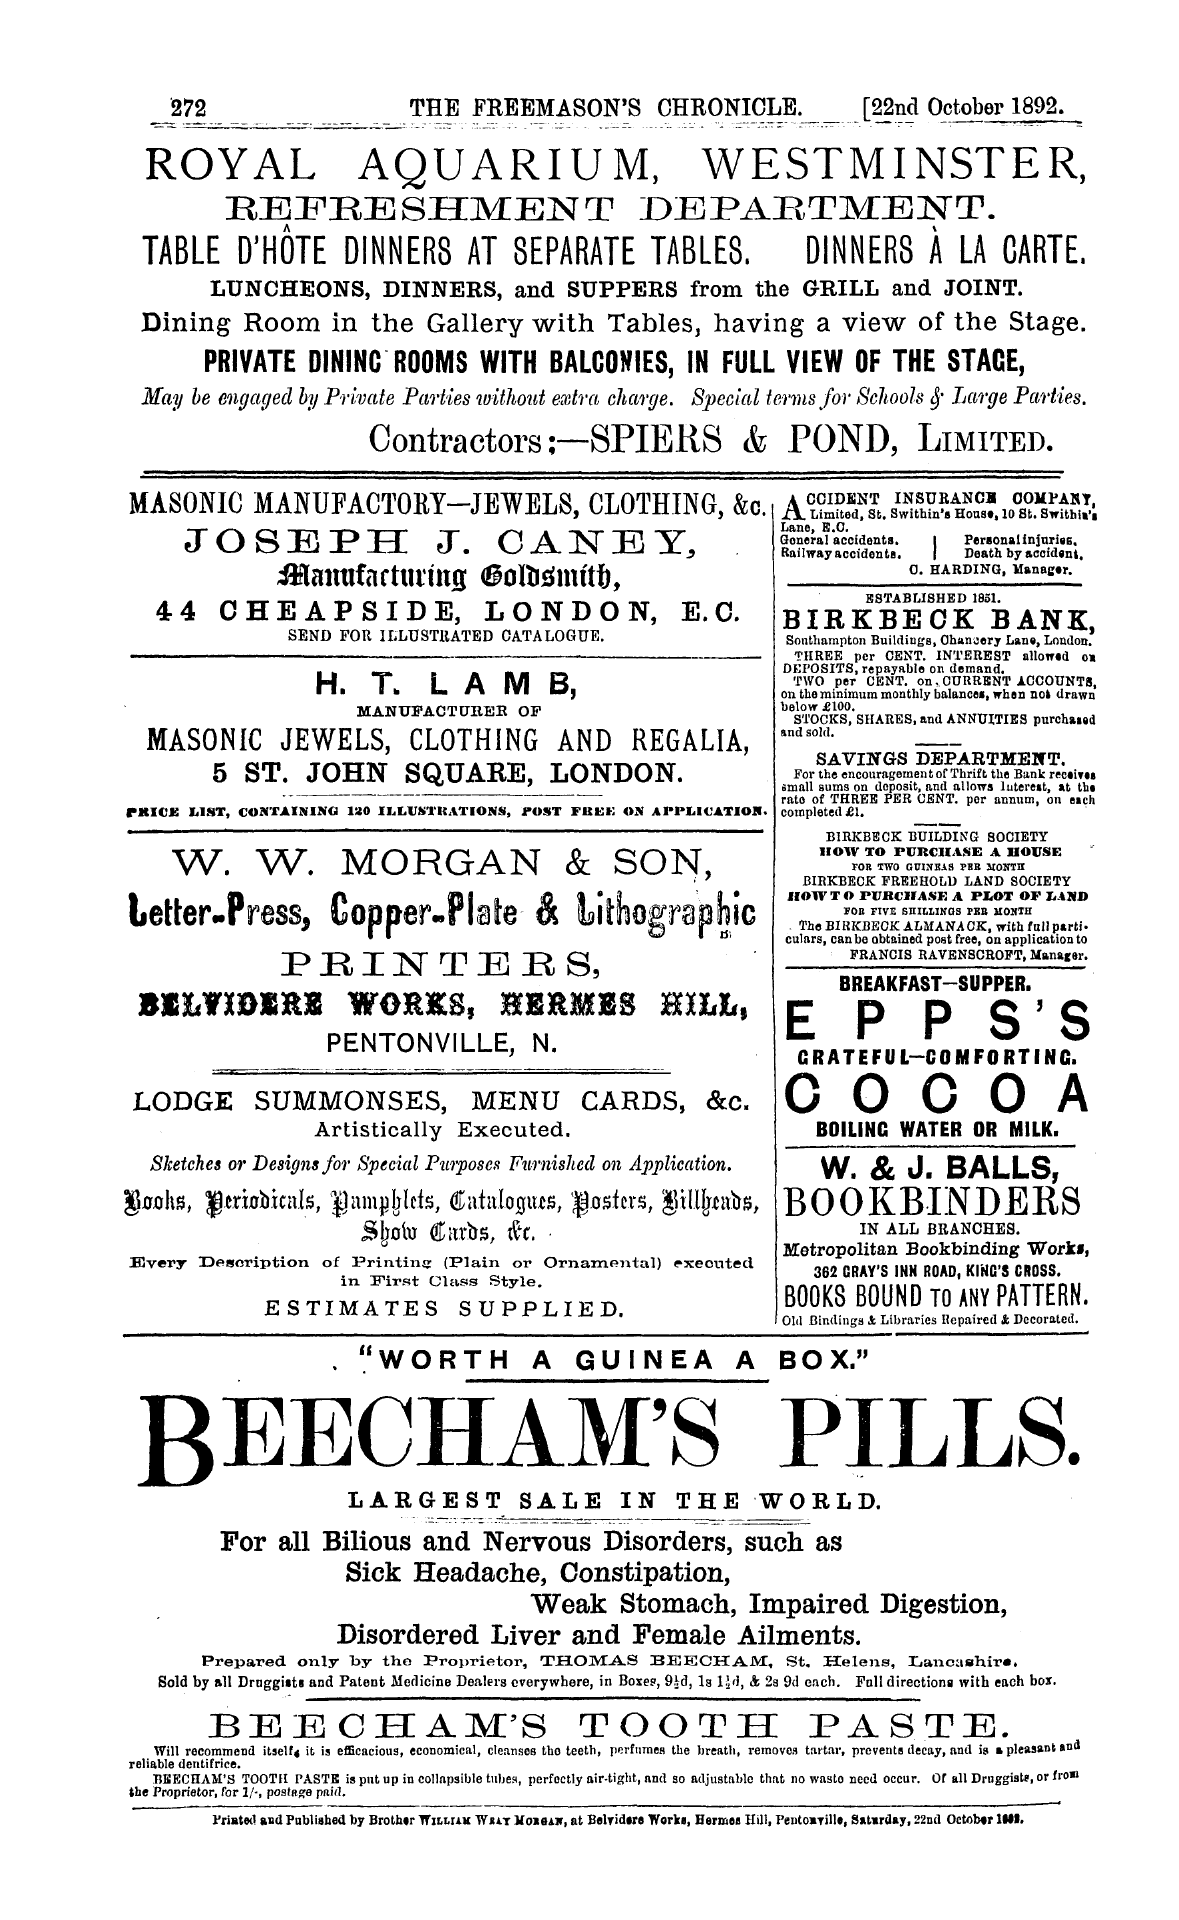 272 THE FREEMASON'S CHRONICLE. [22nd October 1892.
ROYAL AQUARIUM, WESTMINSTER,
REFRESHMENT DEPARTMENT.
TABLE D'HÔTE DINNERS AT SEPARATE TABLES. DINNERS À LA CARTE.
LUNCHEONS, DINNERS, and SUPPERS from the GRILL and JOINT.
Dining Room in the Gallery with Tables, having a view of the Stage.
PRIVATE DINING ROOMS WITH BALCONIES, IN FULL VIEW OF THE STAGE,
May be engaged by Private Parties without extra charge. Special terms for Schools & Large Parties.
Contractors:—SPIERS & POND, LIMITED.
MASONIC MANUFACTORY—JEWELS, CLOTHING, &c.
JOSEPH J. CANEY,
Manufacturing Goldsmith,
44 CHEAPSIDE, LONDON, E.C.
SEND FOR ILLUSTRATED CATALOGUE.
H. T. LAMB,
MANUFACTURER OF
MASONIC JEWELS, CLOTHING AND REGALIA,
5 ST. JOHN SQUARE, LONDON.
PRICE LIST, CONTAINING 120 ILLUSTRATIONS, POST FREE ON APPLICATION.
W. W. MORGAN & SON,
Letter-Press, Copper-Plate & Lithographic
PRINTERS,
BELVIDERE WORKS, HERMES HILL,
PENTONVILLE, N.
LODGE SUMMONSES, MENU CARDS, &c.
Artistically Executed.
Sketches or Designs for Special Purposes Furnished on Application.
Books, Periodicals, Pamphlets, Catalogues, Posters, Billheads,
Show Cards, &c.
Every Description of Printing (Plain or Ornamental) executed
in First Class Style.
ESTIMATES SUPPLIED.
ACCIDENT INSURANCE COMPANY,
Limited, St. Swithin's House, 10 St. Swithin's
Lane, E.C.
General accidents. | Personal injuries.
Railway accidents. | Death by accident.
C. HARDING, Manager.
ESTABLISHED 1851.
BIRKBECK BANK,
Southampton Buildings, Chancery Lane, London.
THREE per CENT. INTEREST allowed on
DEPOSITS, repayable on demand.
TWO per CENT. on CURRENT ACCOUNTS,
on the minimum monthly balances, when not drawn
below £100.
STOCKS, SHARES, and ANNUITIES purchased
and sold.
SAVINGS DEPARTMENT.
For the encouragement of Thrift the Bank receives
small sums on deposit, and allows Interest, at the
rate of THREE PER CENT. per annum, on each
completed £1.
BIRKBECK BUILDING SOCIETY
HOW TO PURCHASE A HOUSE
FOR TWO GUINEAS PER MONTH
BIRKBECK FREEHOLD LAND SOCIETY
HOW TO PURCHASE A PLOT OF LAND
FOR FIVE SHILLINGS PER MONTH
The BIRKBECK ALMANACK, with full parti-
culars, can be obtained post free, on application to
FRANCIS RAVENSCROFT, Manager.
BREAKFAST—SUPPER.
EPPS'S
GRATEFUL—COMFORTING.
COCOA
BOILING WATER OR MILK.
W. & J. BALLS,
BOOKBINDERS
IN ALL BRANCHES.
Metropolitan Bookbinding Works,
362 GRAY'S INN ROAD, KING'S CROSS.
BOOKS BOUND TO ANY PATTERN.
Old Bindings & Libraries Repaired & Decorated.
"WORTH A GUINEA A BOX."
BEECHAM'S PILLS.
LARGEST SALE IN THE WORLD.
For all Bilious and Nervous Disorders, such as
Sick Headache, Constipation,
Weak Stomach, Impaired Digestion,
Disordered Liver and Female Ailments.
Prepared only by the Proprietor, THOMAS BEECHAM, St. Helens, Lancashire.
Sold by all Druggists and Patent Medicine Dealers everywhere, in Boxes, 9½d, 1s 1½d, & 2s 9d each. Full directions with each box.
BEECHAM'S TOOTH PASTE.
Will recommend itself, it is efficacious, economical, cleanses the teeth, perfumes the breath, removes tartar, prevents decay, and is a pleasant and
reliable dentifrice.
BEECHAM'S TOOTH PASTE is put up in collapsible tubes, perfectly air-tight, and so adjustable that no waste need occur. Of all Druggists, or from
the Proprietor, for 1/-, postage paid.
Printed and Published by Brother WILLIAM WRAY MORGAN, at Belvidere Works, Hermes Hill, Pentonville, Saturday, 22nd October 1892.